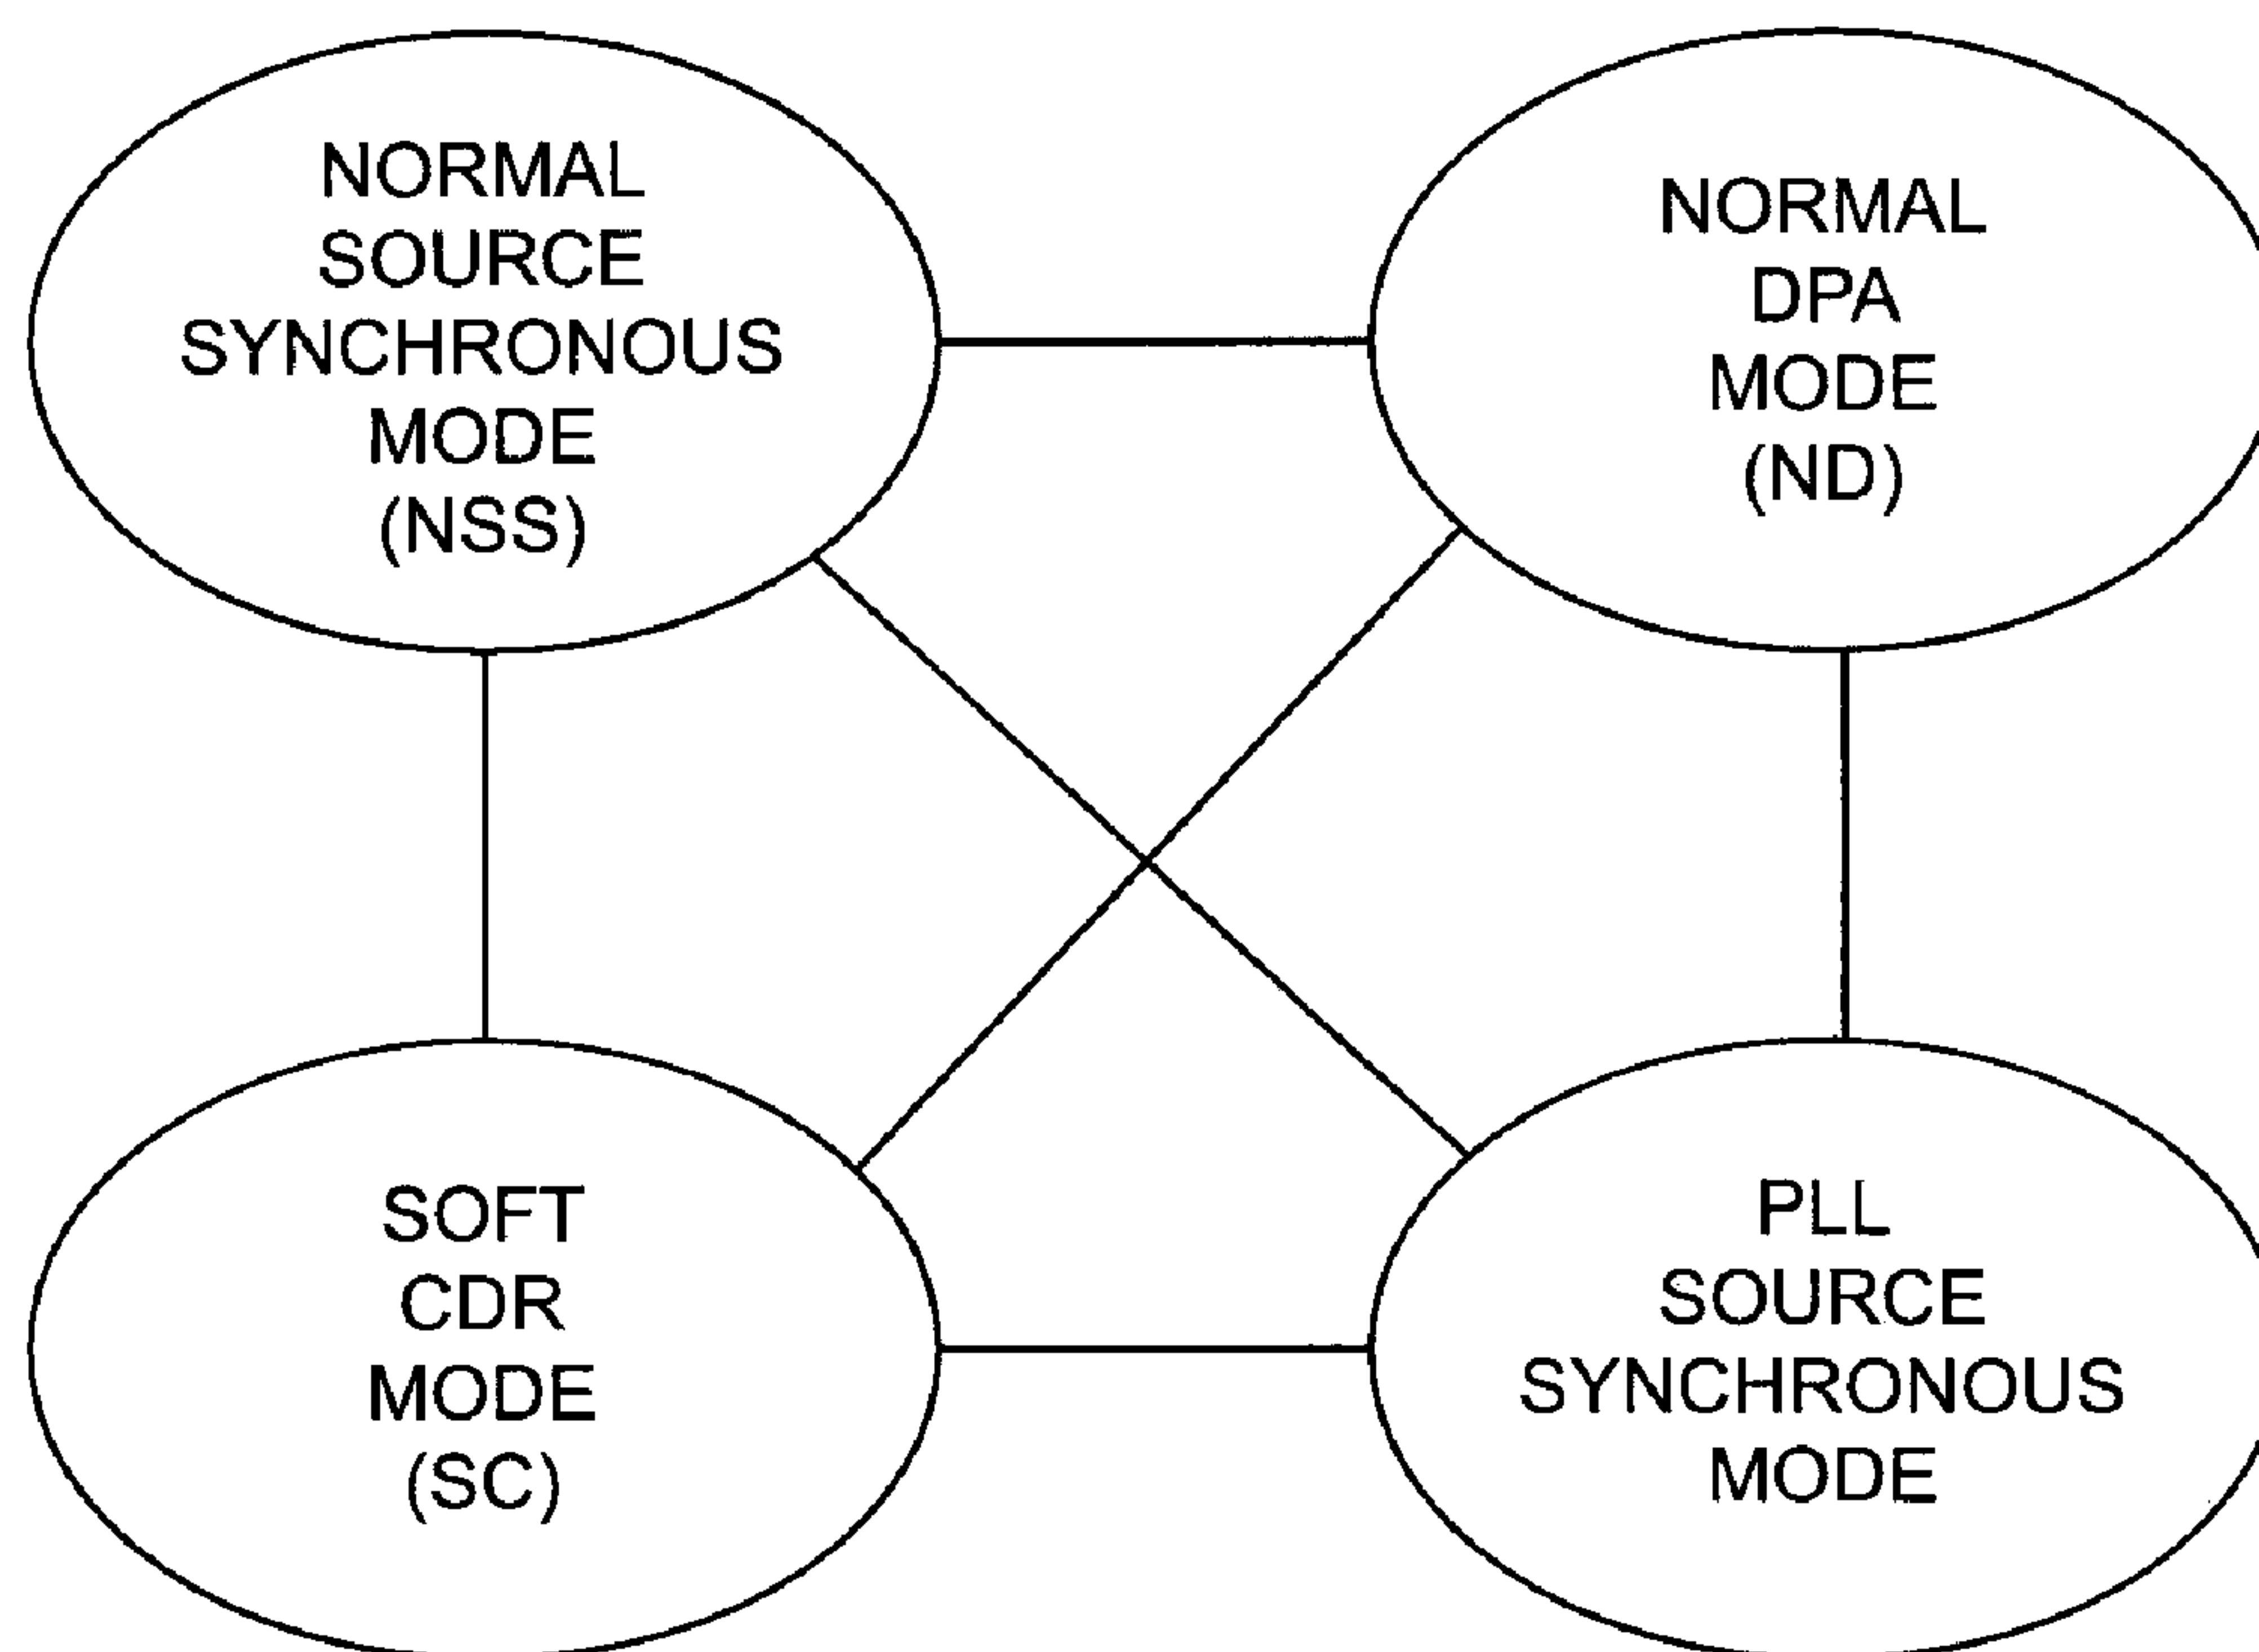 NORMAL
SOURCE
SYNCHRONOUS
MODE
(NSS)
NORMAL
DPA
MODE
(ND)
SOFT
CDR
MODE
(SC)
PLL
SOURCE
SYNCHRONOUS
MODE